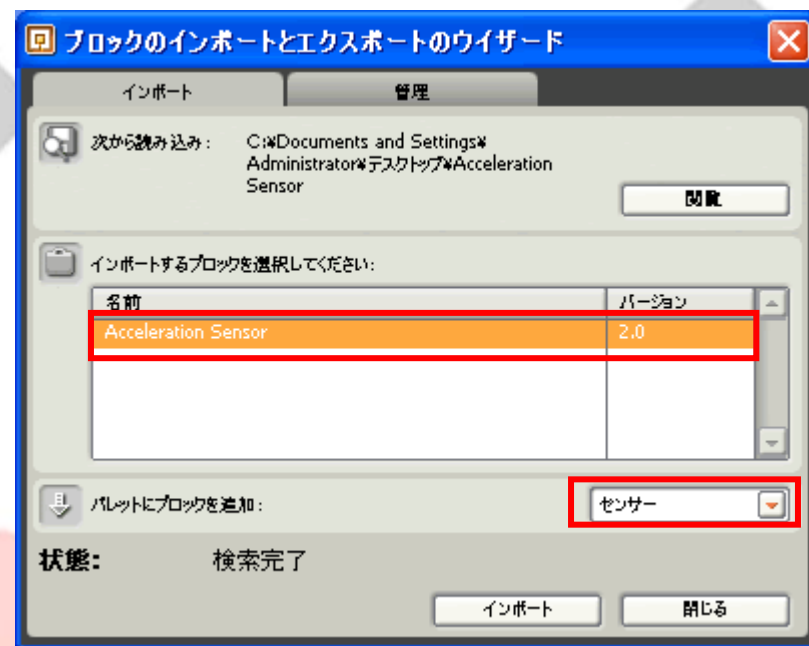 ブロックのインポートとエクスポートのウイザード
インポート
管理
次から読み込み:
C:¥Documents and Settings¥
Administrator¥デスクトップ¥Acceleration
Sensor
閲覧
インポートするブロックを選択してください:
名前
バージョン
Acceleration Sensor
2.0
パレットにブロックを追加:
センサー
状態:
検索完了
インポート
閉じる